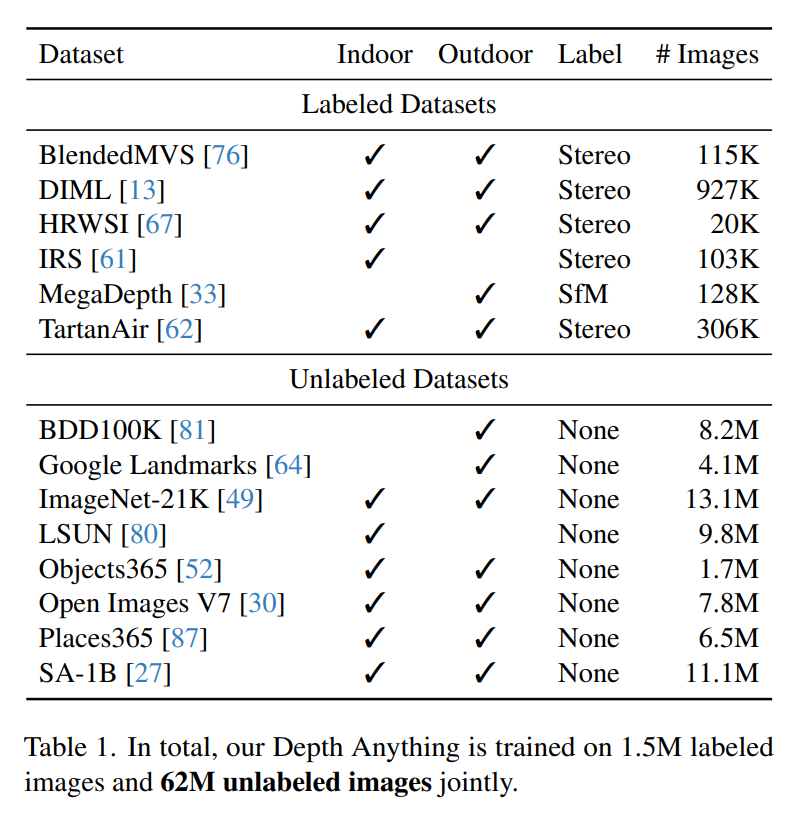 Dataset Indoor Outdoor Label # Images
Labeled Datasets
BlendedMVS [76] ✓ ✓ Stereo 115K
DIML [13] ✓ ✓ Stereo 927K
HRWSI [67] ✓ ✓ Stereo 20K
IRS [61] ✓ Stereo 103K
MegaDepth [33] ✓ SfM 128K
TartanAir [62] ✓ ✓ Stereo 306K
Unlabeled Datasets
BDD100K [81] ✓ None 8.2M
Google Landmarks [64] ✓ None 4.1M
ImageNet-21K [49] ✓ ✓ None 13.1M
LSUN [80] ✓ None 9.8M
Objects365 [52] ✓ ✓ None 1.7M
Open Images V7 [30] ✓ ✓ None 7.8M
Places365 [87] ✓ ✓ None 6.5M
SA-1B [27] ✓ ✓ None 11.1M
Table 1. In total, our Depth Anything is trained on 1.5M labeled
images and 62M unlabeled images jointly.